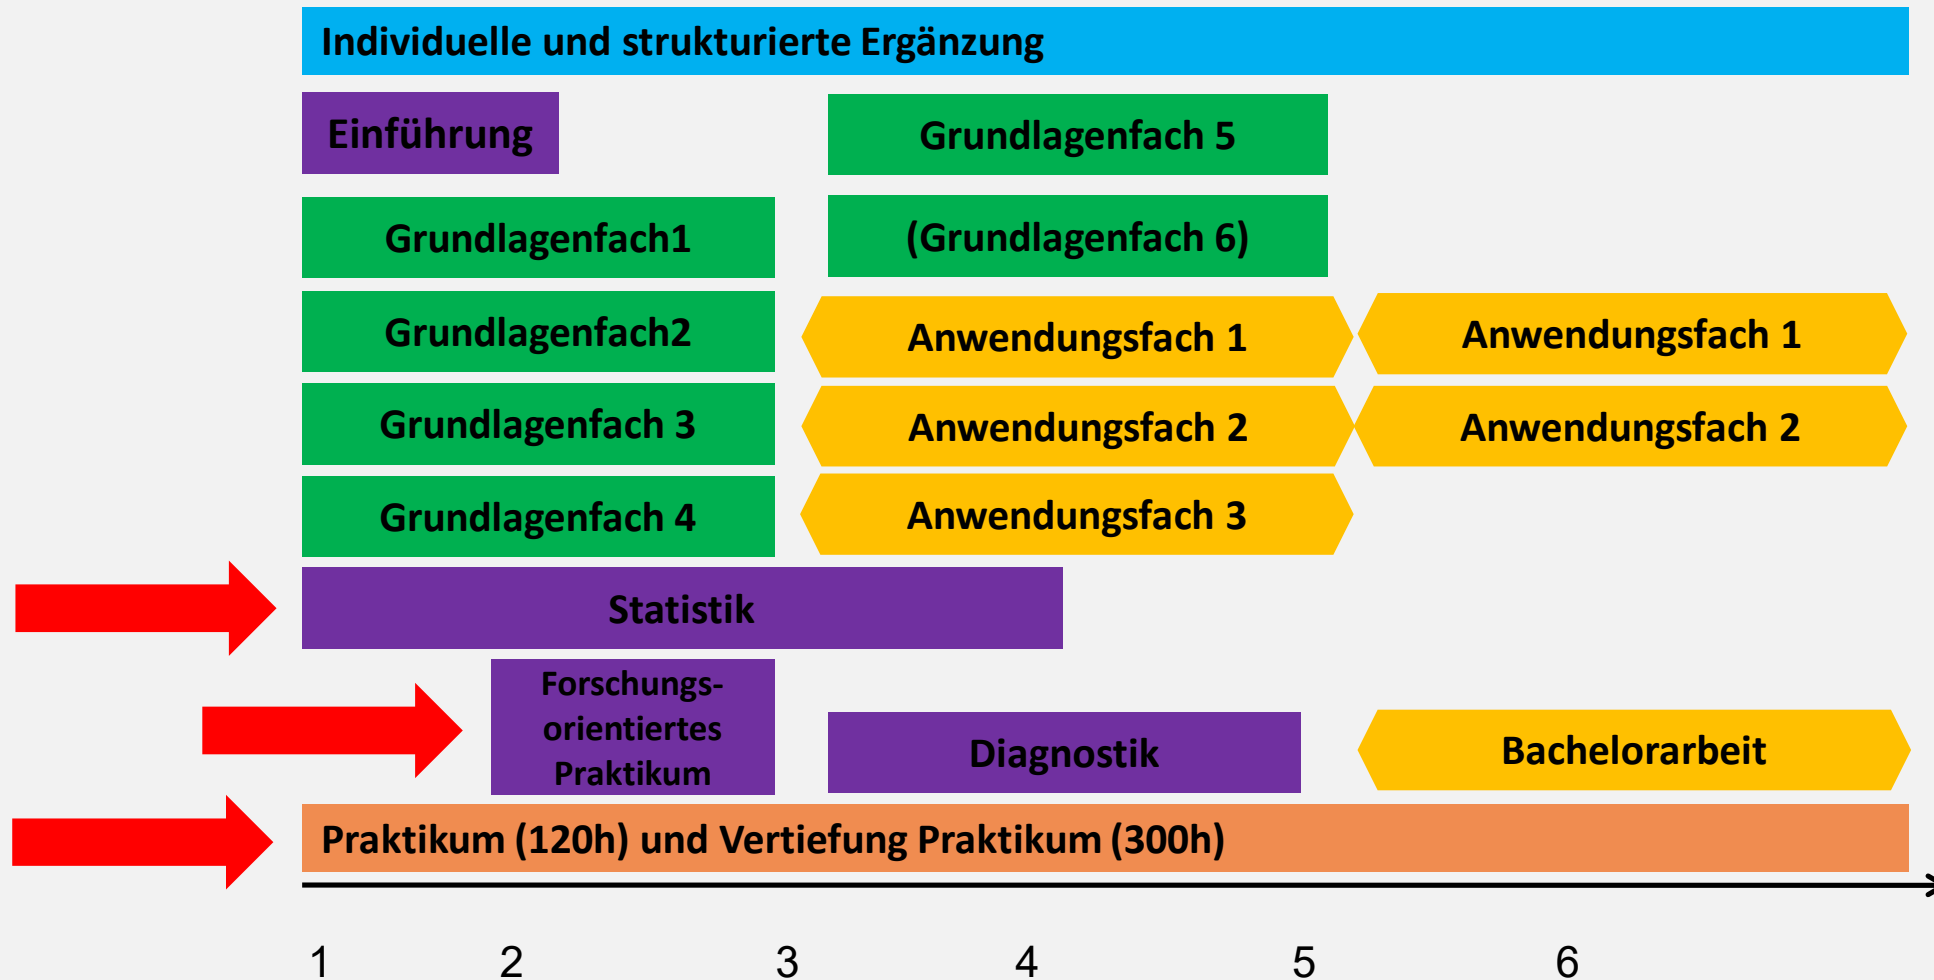 Individuelle und strukturierte Ergänzung
Einführung
Grundlagenfach 5
Grundlagenfach1
(Grundlagenfach 6)
Grundlagenfach2
Anwendungsfach 1
Anwendungsfach 1
Grundlagenfach 3
Anwendungsfach 2
Anwendungsfach 2
Grundlagenfach 4
Anwendungsfach 3
Statistik
Forschungs-
orientiertes
Praktikum
Diagnostik
Bachelorarbeit
Praktikum (120h) und Vertiefung Praktikum (300h)
1 2 3 4 5 6